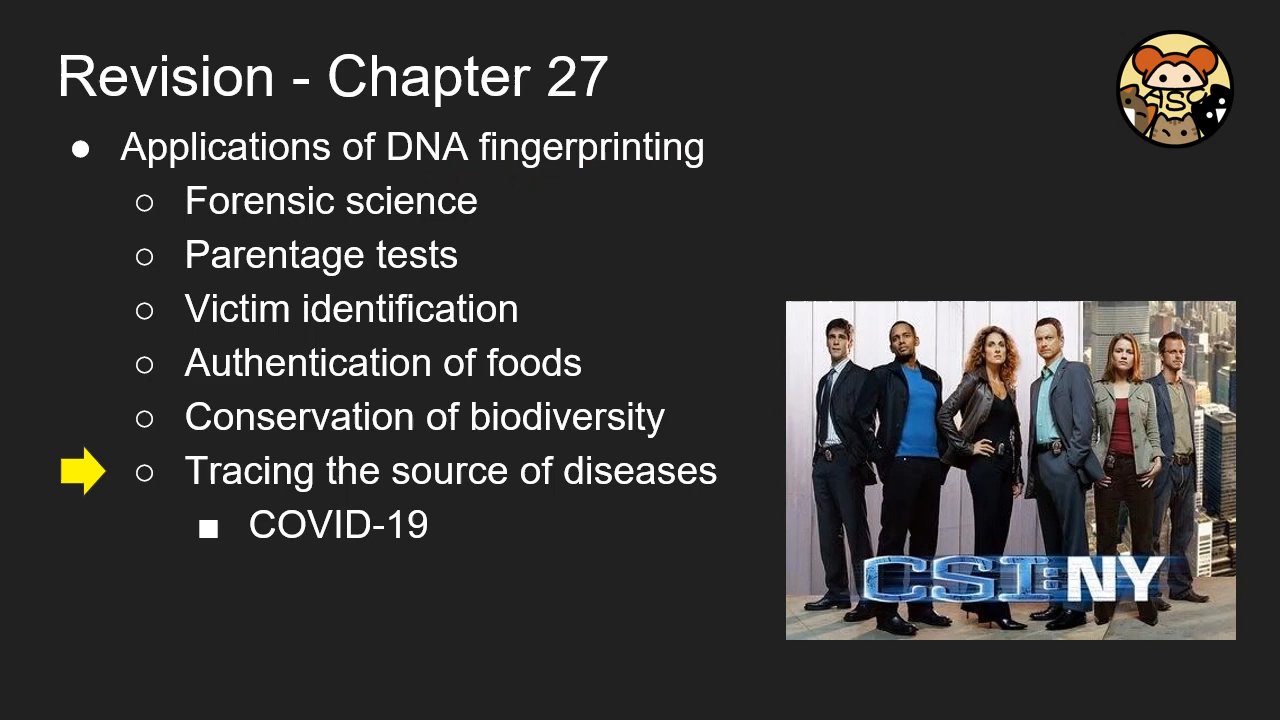 Revision - Chapter 27
● Applications of DNA fingerprinting
○ Forensic science
○ Parentage tests
○ Victim identification
○ Authentication of foods
○ Conservation of biodiversity
○ Tracing the source of diseases
■ COVID-19
CSI:NY